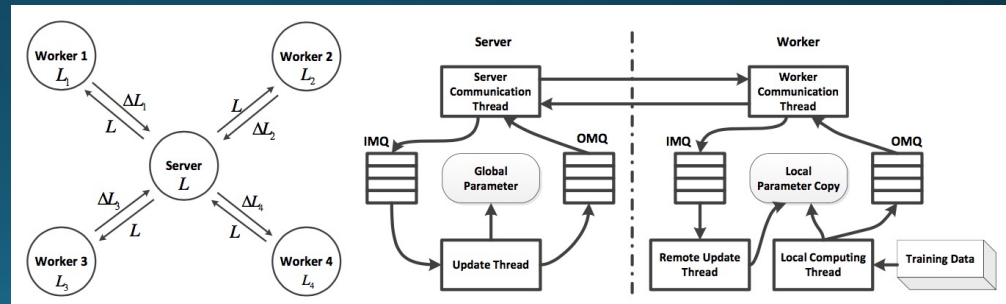 Worker 1
L1
Worker 2
L2
ΔL1
L
L
ΔL2
Server
L
ΔL3
L
ΔL4
L
Worker 3
L3
Worker 4
L4
Server
Server
Communication
Thread
IMQ
OMQ
Global
Parameter
Update Thread
Worker
Worker
Communication
Thread
IMQ
OMQ
Local
Parameter Copy
Remote Update
Thread
Local Computing
Thread
Training Data